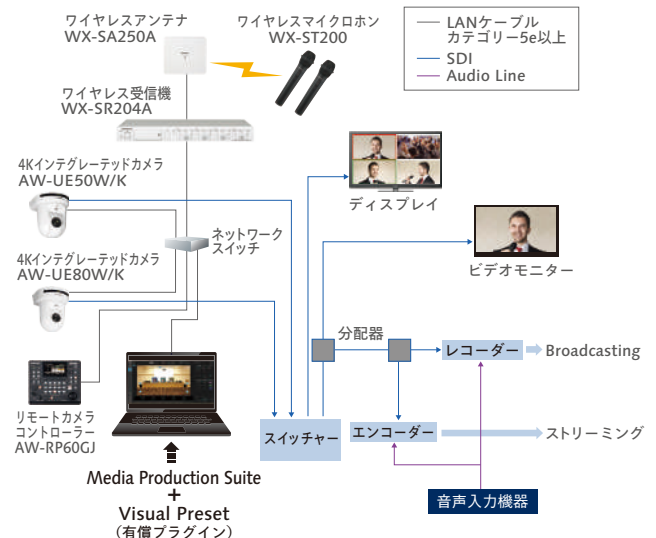 ワイヤレスアンテナ
WX-SA250A
ワイヤレスマイクロホン
WX-ST200
LANケーブル
カテゴリー5e以上
SDI
Audio Line
ワイヤレス受信機
WX-SR204A
4Kインテグレーテッドカメラ
AW-UE50W/K
ネットワーク
スイッチ
ディスプレイ
ビデオモニター
4Kインテグレーテッドカメラ
AW-UE80W/K
分配器
レコーダー
Broadcasting
リモートカメラ
コントローラー
AW-RP60GJ
スイッチャー
エンコーダー
ストリーミング
Media Production Suite
+
Visual Preset
(有償プラグイン)
音声入力機器